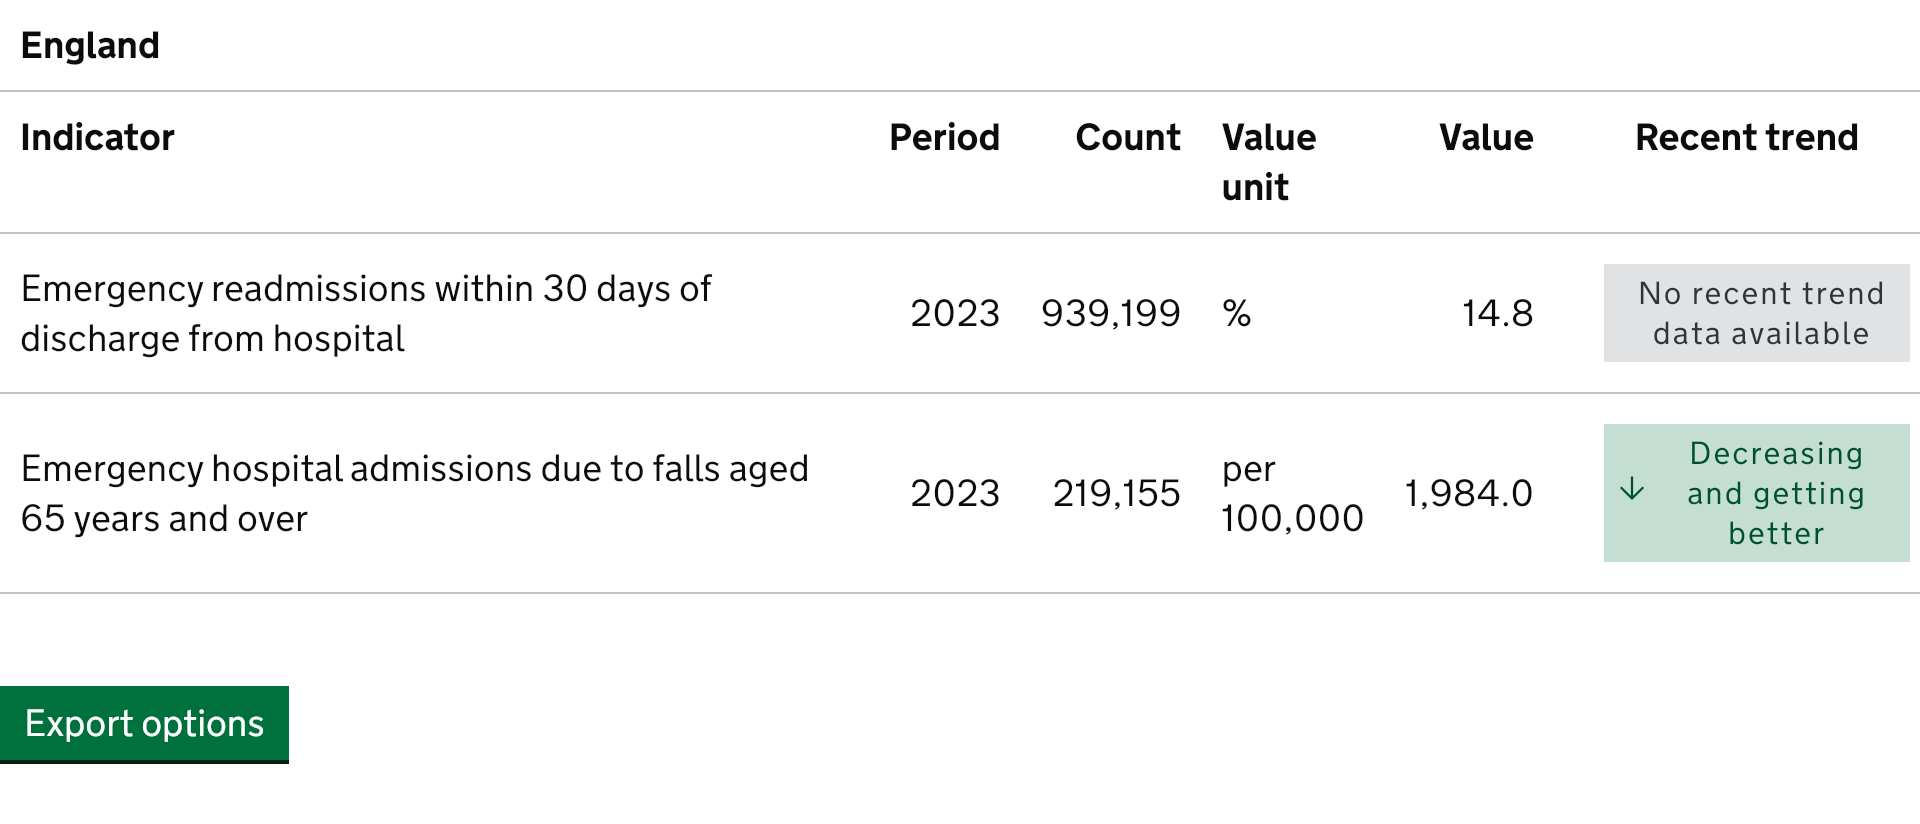 England
Indicator Period Count Value unit Value Recent trend
Emergency readmissions within 30 days of
discharge from hospital
2023 939,199 % 14.8
No recent trend
data available
Emergency hospital admissions due to falls aged
65 years and over
2023 219,155
per
100,000
1,984.0
↓ Decreasing
and getting
better
Export options